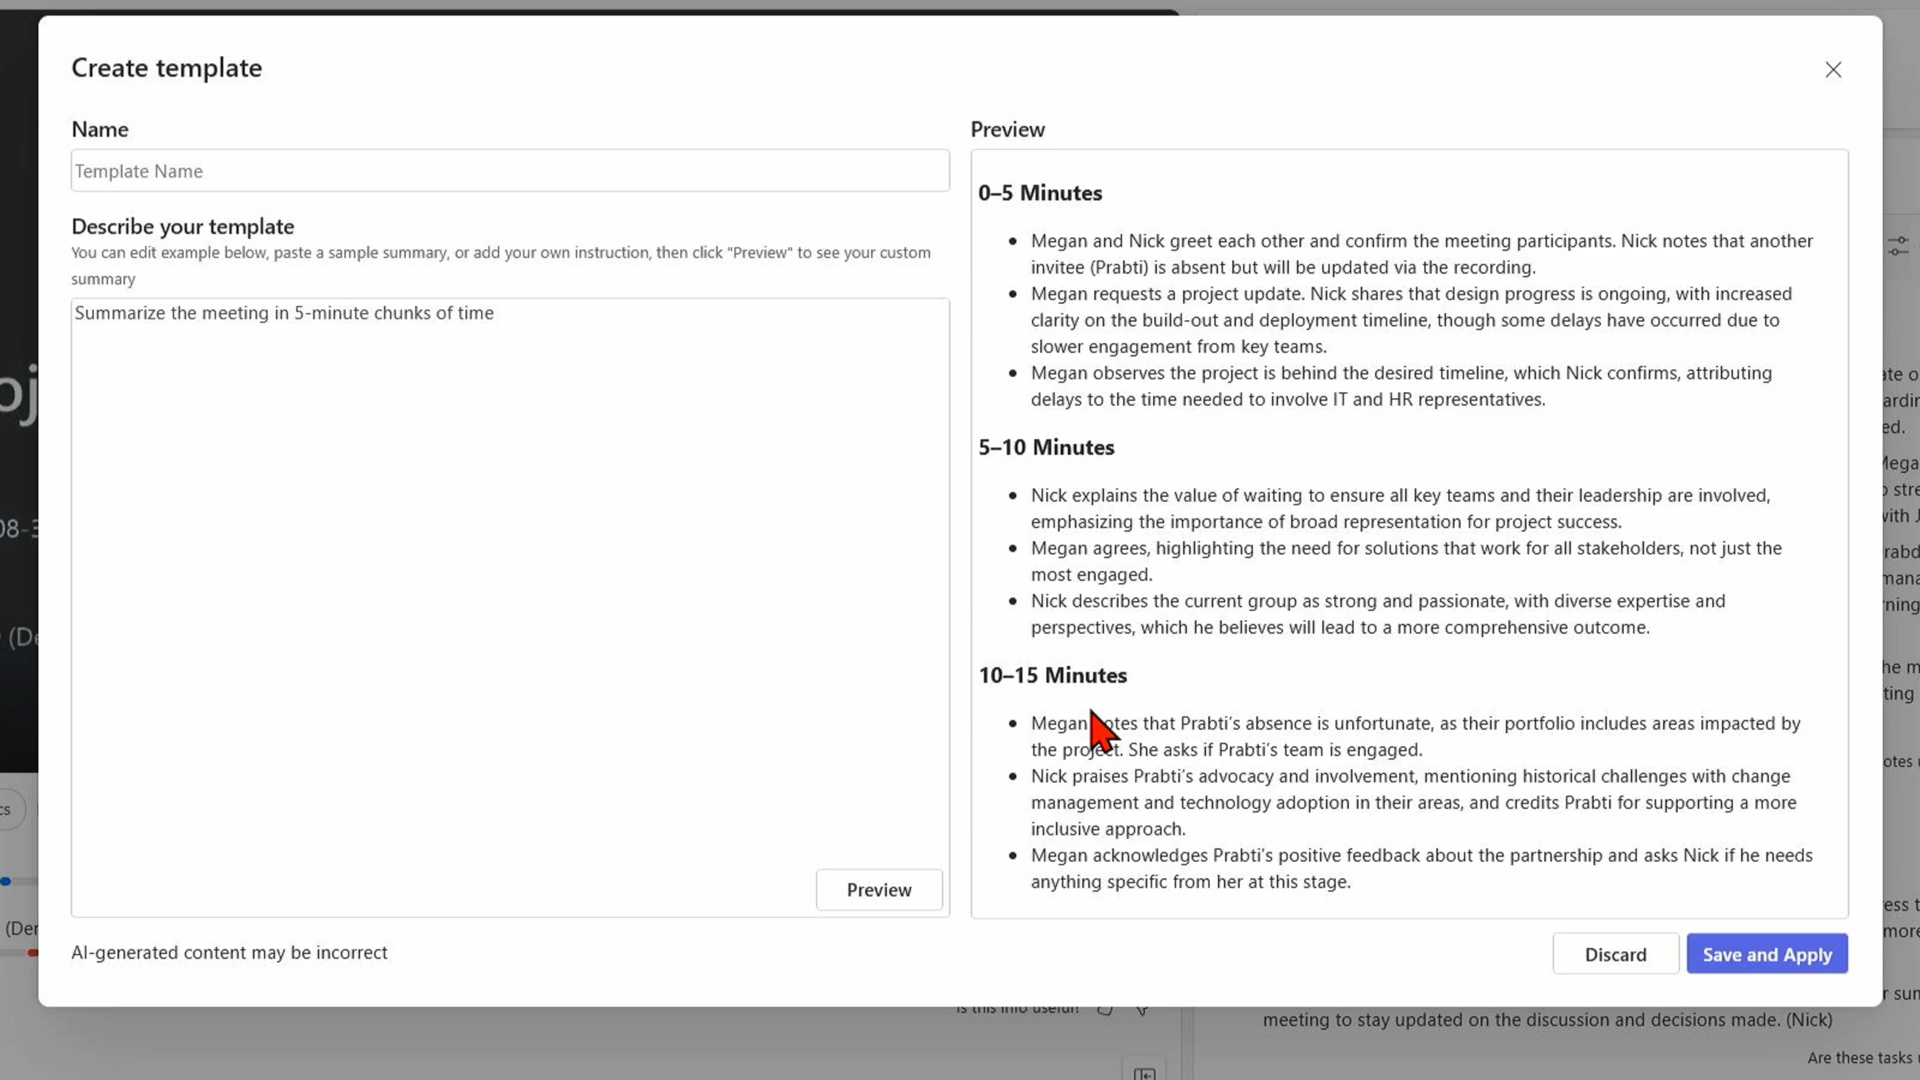 Create template
Name
Template Name
Describe your template
You can edit example below, paste a sample summary, or add your own instruction, then click "Preview" to see your custom
summary
Summarize the meeting in 5-minute chunks of time
Preview
AI-generated content may be incorrect
Preview
0–5 Minutes
• Megan and Nick greet each other and confirm the meeting participants. Nick notes that another
invitee (Prabti) is absent but will be updated via the recording.
• Megan requests a project update. Nick shares that design progress is ongoing, with increased
clarity on the build-out and deployment timeline, though some delays have occurred due to
slower engagement from key teams.
• Megan observes the project is behind the desired timeline, which Nick confirms, attributing
delays to the time needed to involve IT and HR representatives.
5–10 Minutes
• Nick explains the value of waiting to ensure all key teams and their leadership are involved,
emphasizing the importance of broad representation for project success.
• Megan agrees, highlighting the need for solutions that work for all stakeholders, not just the
most engaged.
• Nick describes the current group as strong and passionate, with diverse expertise and
perspectives, which he believes will lead to a more comprehensive outcome.
10–15 Minutes
• Megan notes that Prabti's absence is unfortunate, as their portfolio includes areas impacted by
the project. She asks if Prabti's team is engaged.
• Nick praises Prabti's advocacy and involvement, mentioning historical challenges with change
management and technology adoption in their areas, and credits Prabti for supporting a more
inclusive approach.
• Megan acknowledges Prabti's positive feedback about the partnership and asks Nick if he needs
anything specific from her at this stage.
Discard
Save and Apply
Is this info useful?
meeting to stay updated on the discussion and decisions made. (Nick)
Are these tasks